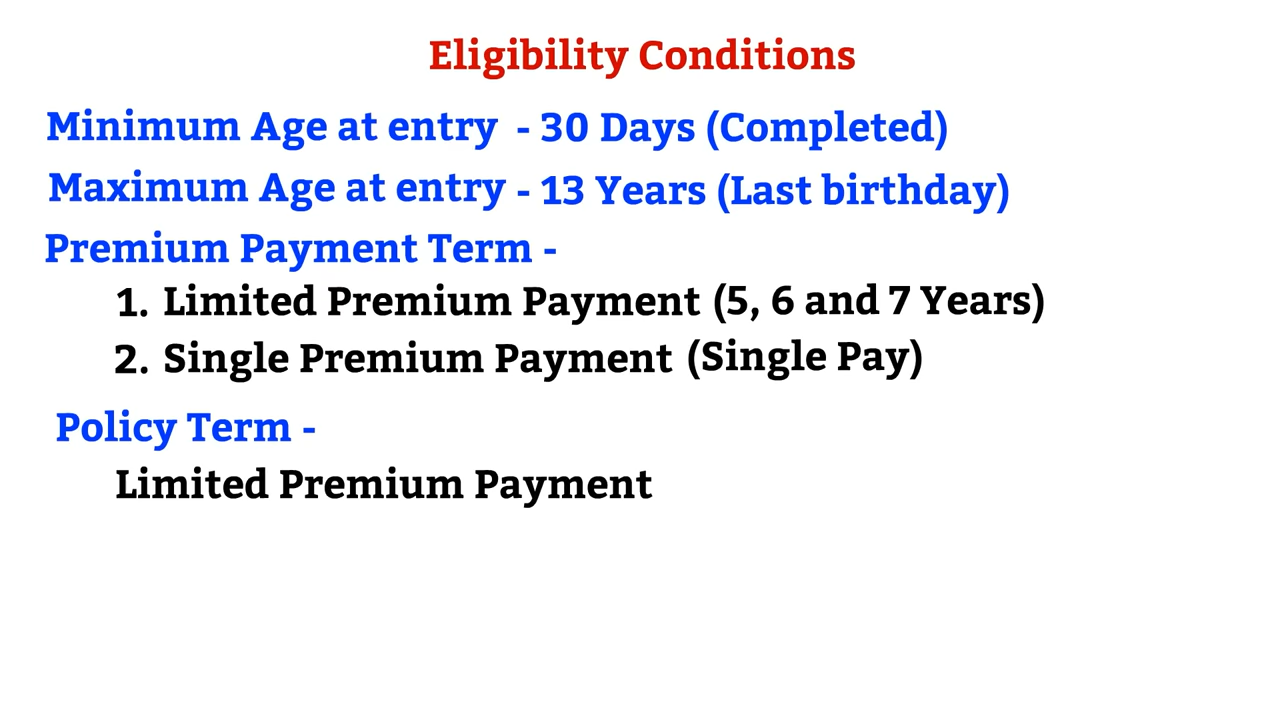 Eligibility Conditions
Minimum Age at entry - 30 Days (Completed)
Maximum Age at entry - 13 Years (Last birthday)
Premium Payment Term -
1. Limited Premium Payment (5, 6 and 7 Years)
2. Single Premium Payment (Single Pay)
Policy Term -
Limited Premium Payment